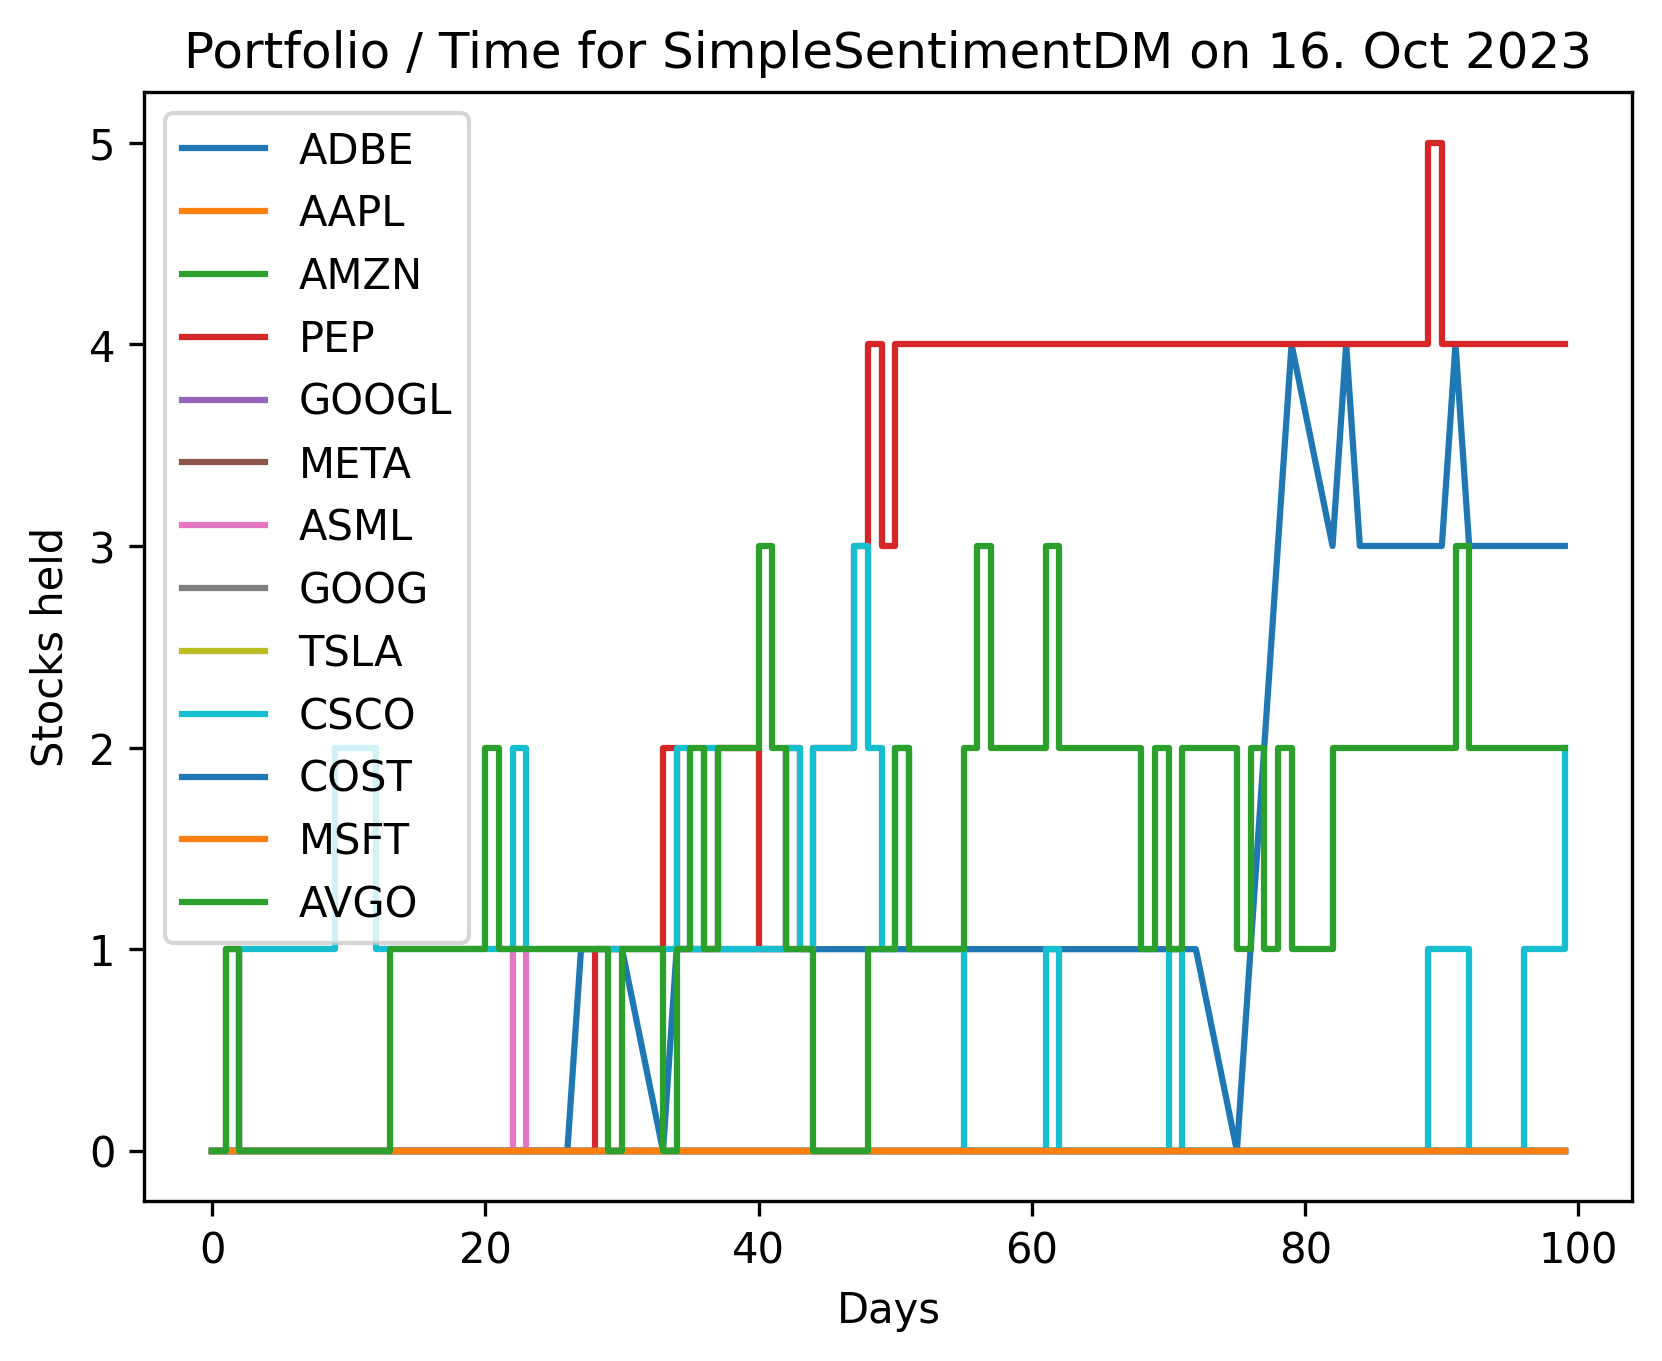 Portfolio / Time for SimpleSentimentDM on 16. Oct 2023
5
4
3
2
1
0
Stocks held
ADBE
AAPL
AMZN
PEP
GOOGL
META
ASML
GOOG
TSLA
CSCO
COST
MSFT
AVGO
0 20 40 60 80 100
Days